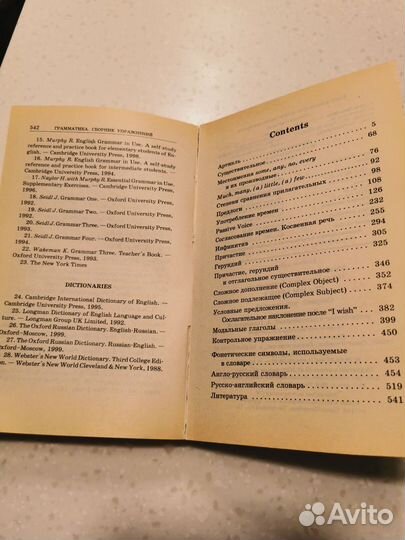 542 ГРАММАТИКА. СБОРНИК УПРАЖНЕНИЙ
15. Murphy R. English Grammar in Use. A self-study
reference and practice book for elementary students of En-
glish. — Cambridge University Press, 1998.
16. Murphy R. English Grammar in Use. A self-study
reference and practice book for intermediate students. —
Cambridge University Press, 1994.
17. Naylor H. with Murphy R. Essential Grammar in Use.
Supplementary Exercises. — Cambridge University Press,
1996.
18. Seidl J. Grammar One. — Oxford University Press,
1992.
19. Seidl J. Grammar Two. — Oxford University Press,
1993.
20. Seidl J. Grammar Three. — Oxford University Press,
21. Seidl J. Grammar Four. — Oxford University Press,
1994.
22. Wakeman K. Grammar Three. Teacher's Book. —
Oxford University Press, 1993.
23. The New York Times
DICTIONARIES
24. Cambridge International Dictionary of English. —
Cambridge University Press, 1995.
25. Longman Dictionary of English Language and Cul-
ture. — Longman Group UK Limited, 1992.
26. The Oxford Russian Dictionary. English-Russian. —
Oxford–Moscow, 1999.
27. The Oxford Russian Dictionary. Russian-English. —
Oxford–Moscow, 1999.
28. Webster's New World Dictionary. Third College Edi-
tion. — Webster's New World Cleveland & New York, 1988.
Contents
Артикль 5
Существительное 68
Местоимения some, any, no, every
и их производные 76
Much, many, (a) little, (a) few 92
Степени сравнения прилагательных 98
Предлоги 108
Употребление времен 126
Passive Voice 232
Согласование времен. Косвенная речь 255
Инфинитив 294
Причастие 305
Герундий 325
Причастие, герундий
и отглагольное существительное 346
Сложное дополнение (Complex Object) 352
Сложное подлежащее (Complex Subject) 374
Условные предложения.
Сослагательное наклонение после "I wish" 382
Модальные глаголы 399
Контрольное упражнение 450
Фонетические символы, используемые
в словаре 453
Англо-русский словарь 454
Русско-английский словарь 519
Литература 541
Avito